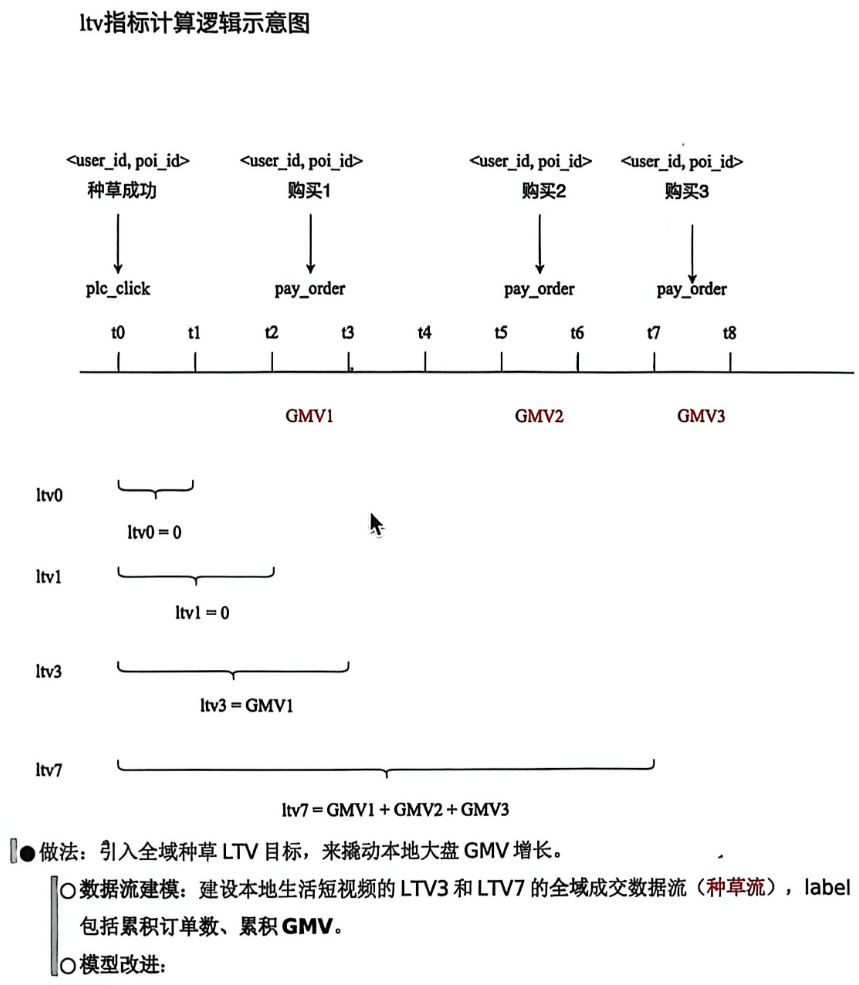 ltv指标计算逻辑示意图
<user_id, poi_id> <user_id, poi_id> <user_id, poi_id> <user_id, poi_id>
种草成功 购买1 购买2 购买3
plc_click pay_order pay_order pay_order
t0 t1 t2 t3 t4 t5 t6 t7 t8
GMV1 GMV2 GMV3
ltv0
ltv0 = 0
ltv1
ltv1 = 0
ltv3
ltv3 = GMV1
ltv7
ltv7 = GMV1 + GMV2 + GMV3
●做法：引入全域种草 LTV 目标，来撬动本地大盘 GMV 增长。
○数据流建模：建设本地生活短视频的 LTV3 和 LTV7 的全域成交数据流（种草流），label
包括累积订单数、累积 GMV。
○模型改进：